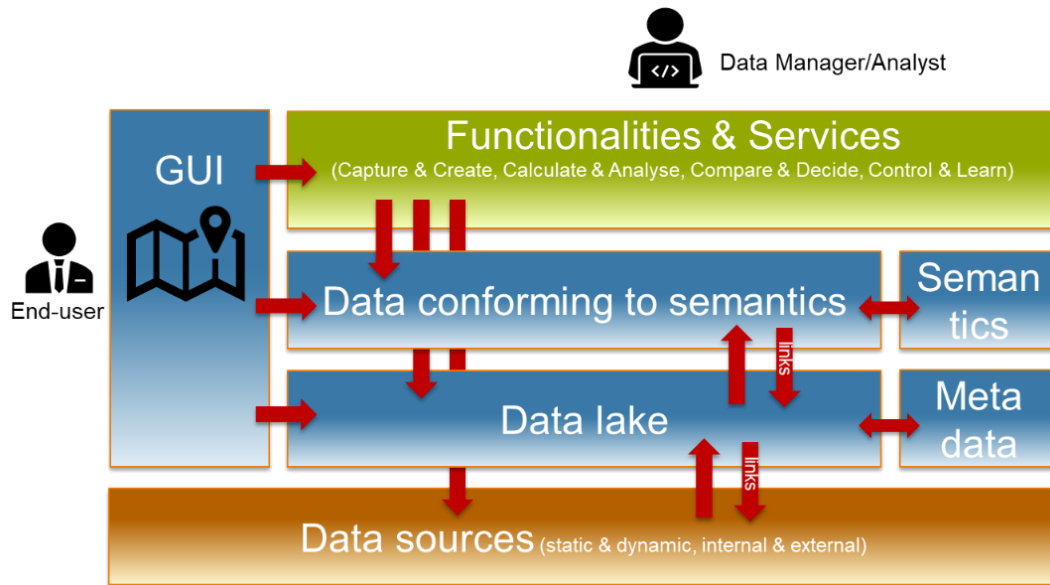 </>
Data Manager/Analyst
Functionalities & Services
(Capture & Create, Calculate & Analyse, Compare & Decide, Control & Learn)
GUI
End-user
Data conforming to semantics
Seman
tics
links
Data lake
Meta
data
links
Data sources (static & dynamic, internal & external)